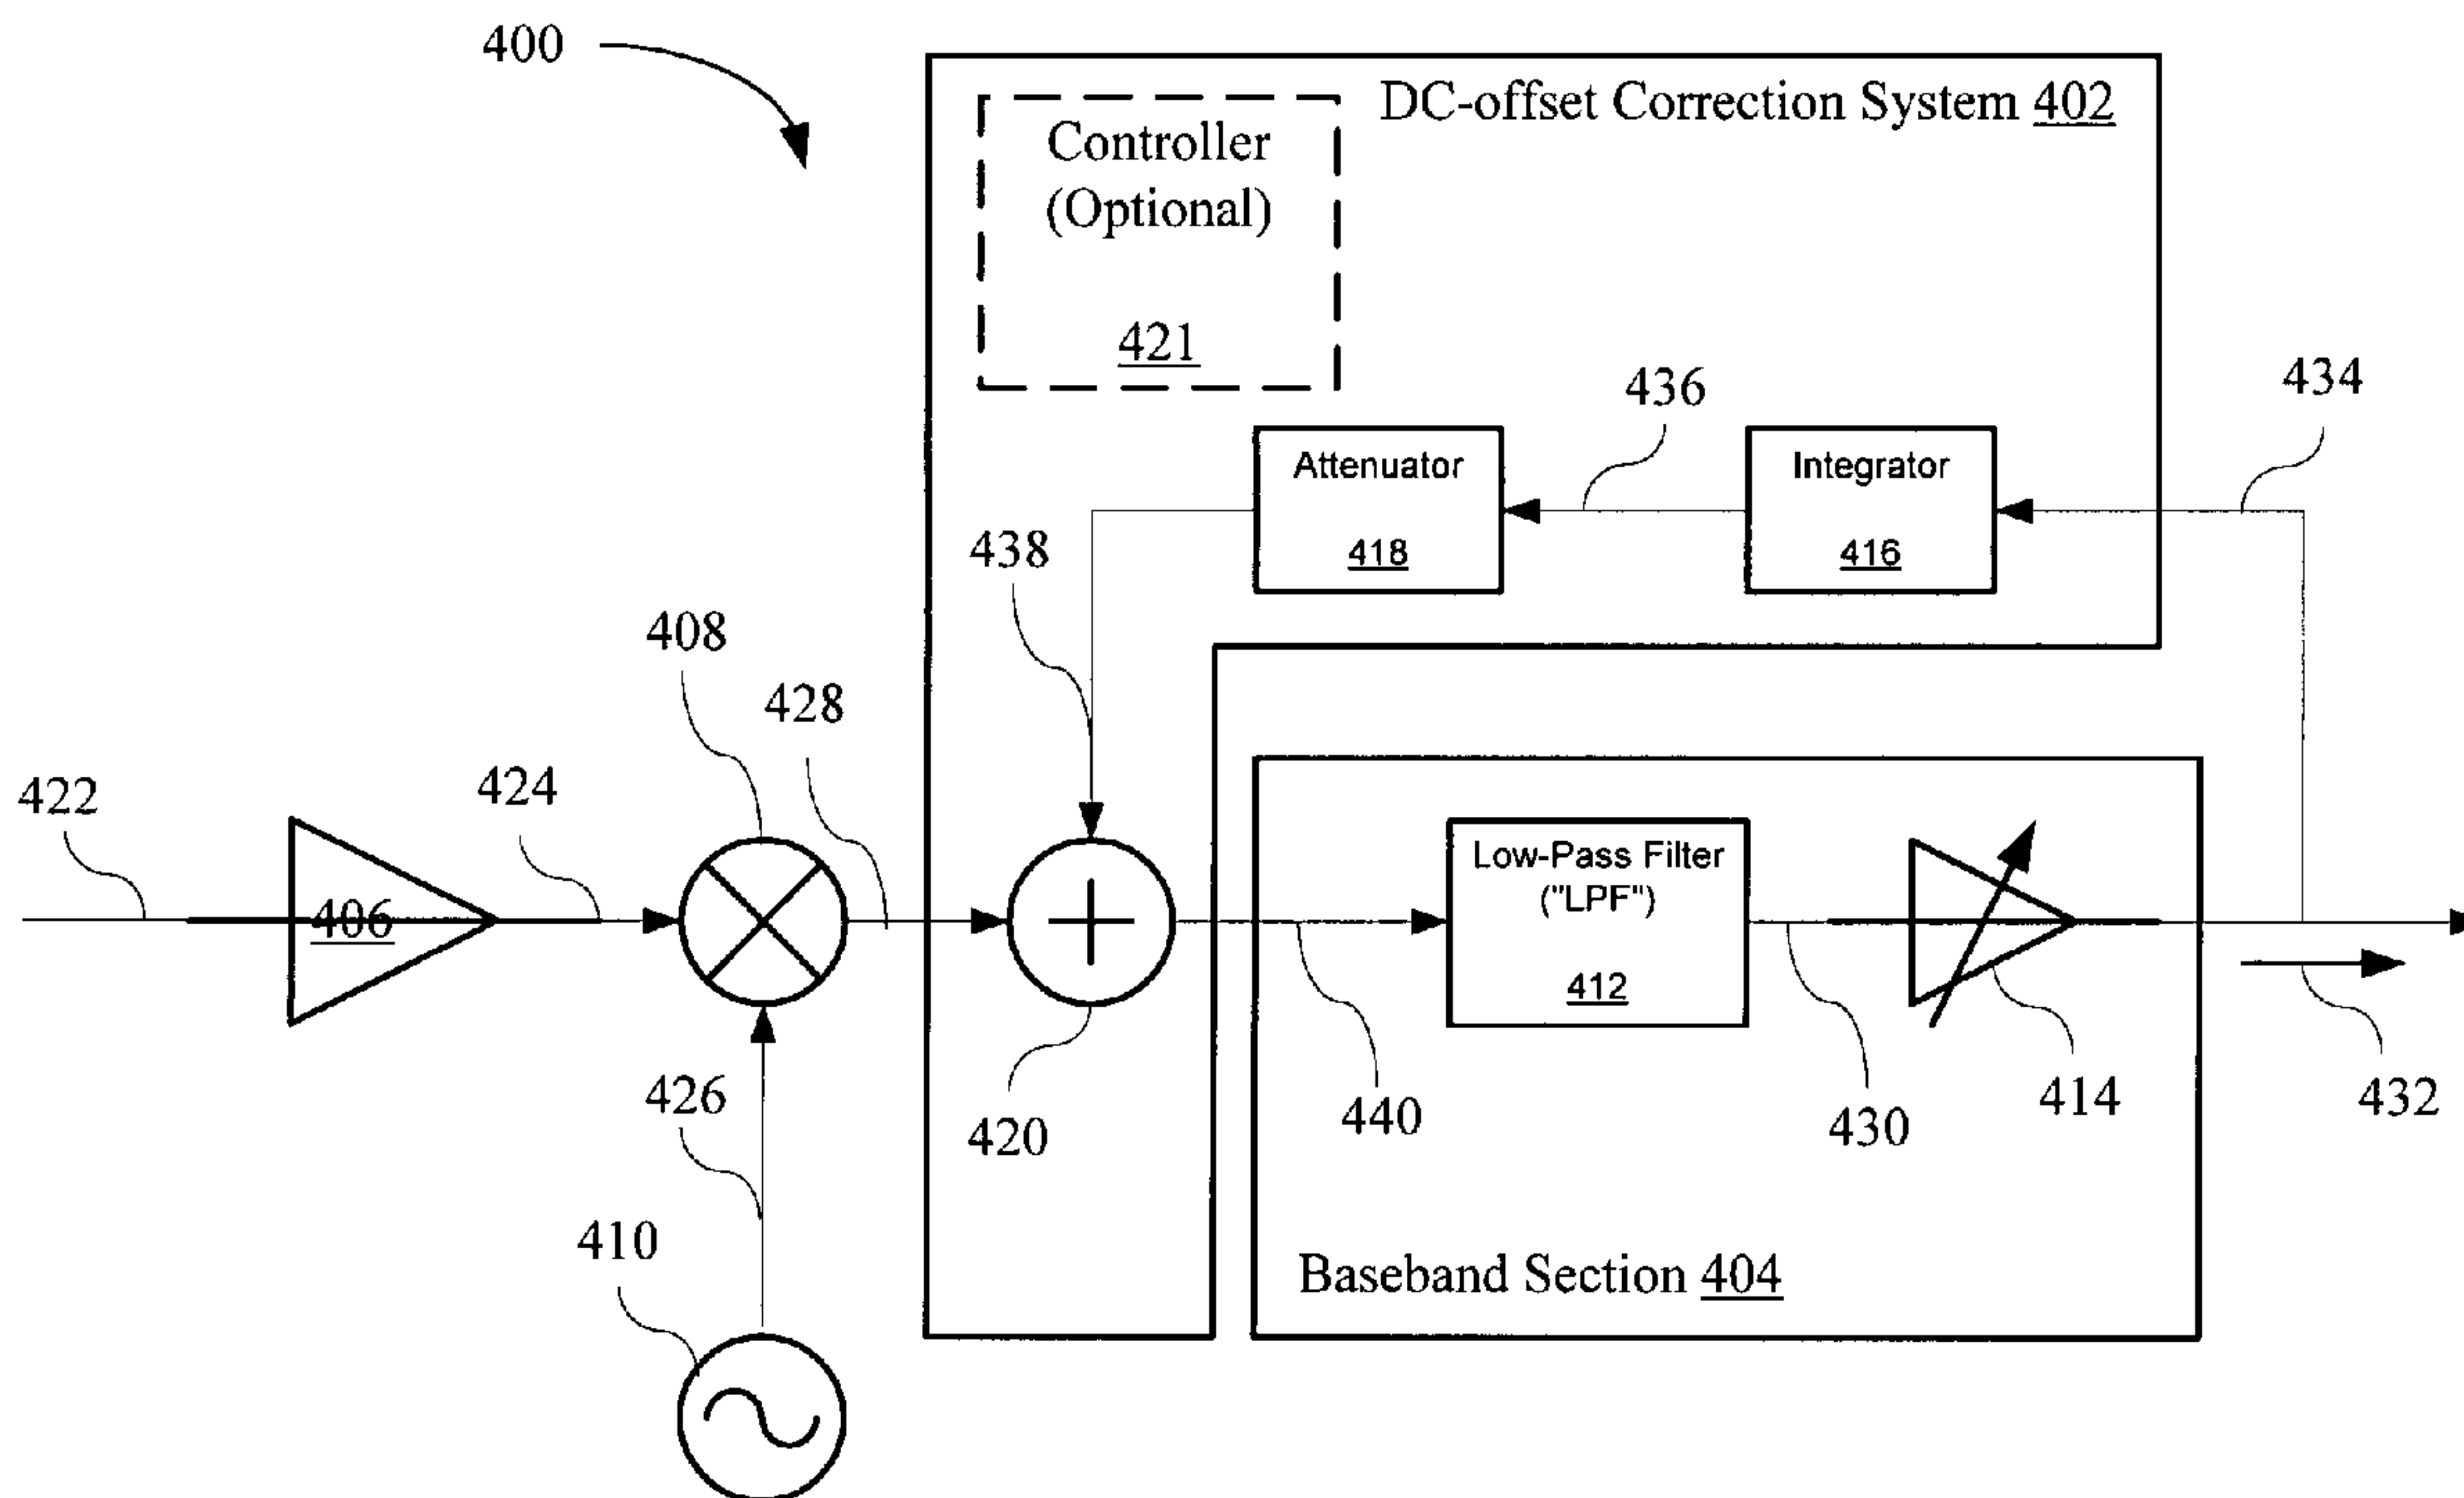 400
DC-offset Correction System 402
Controller
(Optional)
421
436
434
Attenuator
418
Integrator
416
438
408
428
422
424
406
Low-Pass Filter
("LPF")
412
426
420
440
430
414
432
410
Baseband Section 404